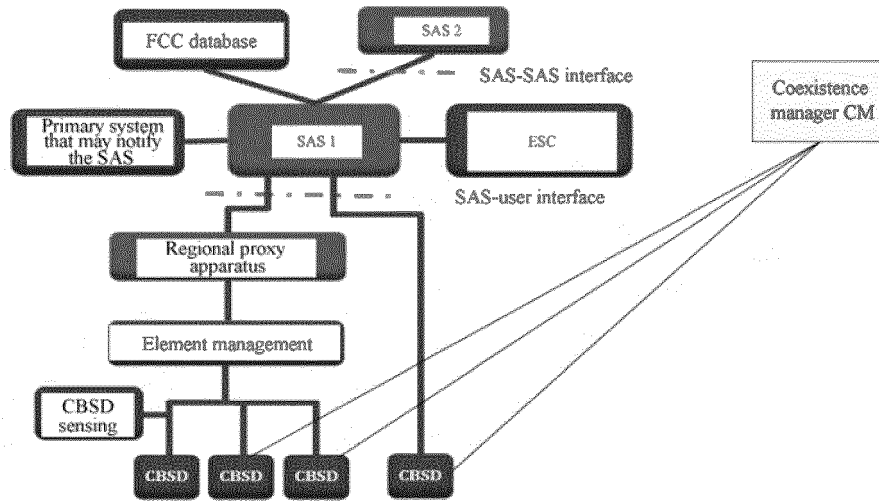 FCC database
SAS 2
SAS-SAS interface
Coexistence
manager CM
Primary system
that may notify
the SAS
SAS 1
ESC
SAS-user interface
Regional proxy
apparatus
Element management
CBSD
sensing
CBSD
CBSD
CBSD
CBSD